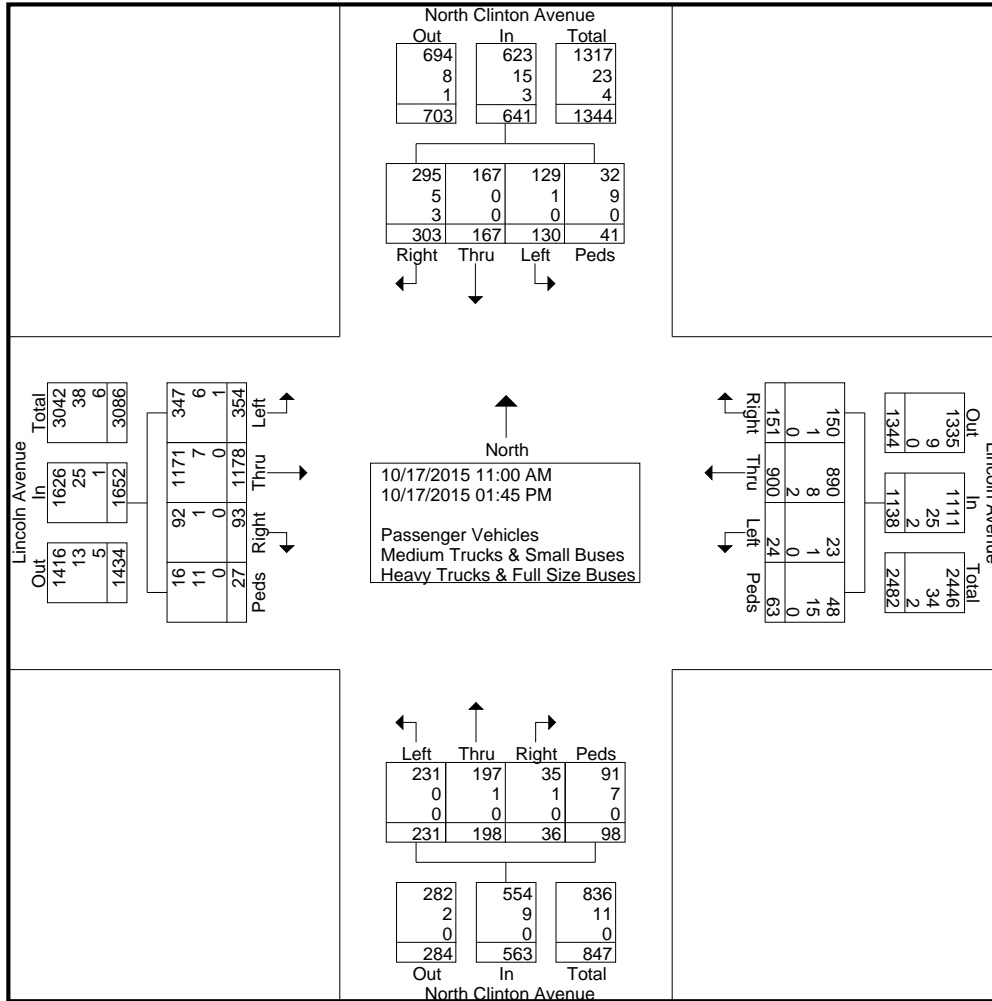 North Clinton Avenue
Out In Total
694 623 1317
8 15 23
1 3 4
703 641 1344
295 167 129 32
5 0 1 9
3 0 0 0
303 167 130 41
Right Thru Left Peds
Lincoln Avenue
Total In Out
3042 38 6 3086
1626 25 1 1652
1416 13 5 1434
347 6 1 354 Left
1171 7 0 1178 Thru
92 1 0 93 Right
16 11 0 27 Peds
North
10/17/2015 11:00 AM
10/17/2015 01:45 PM
Passenger Vehicles
Medium Trucks & Small Buses
Heavy Trucks & Full Size Buses
Right 151 0 1 150
Thru 900 2 8 890
Left 24 0 1 23
Peds 63 0 15 48
Lincoln Avenue
Out In Total
1335 9 0 1344
1111 25 2 1138
2446 34 2 2482
Left Thru Right Peds
231 197 35 91
0 1 1 7
0 0 0 0
231 198 36 98
282 554 836
2 9 11
0 0 0
284 563 847
Out In Total
North Clinton Avenue